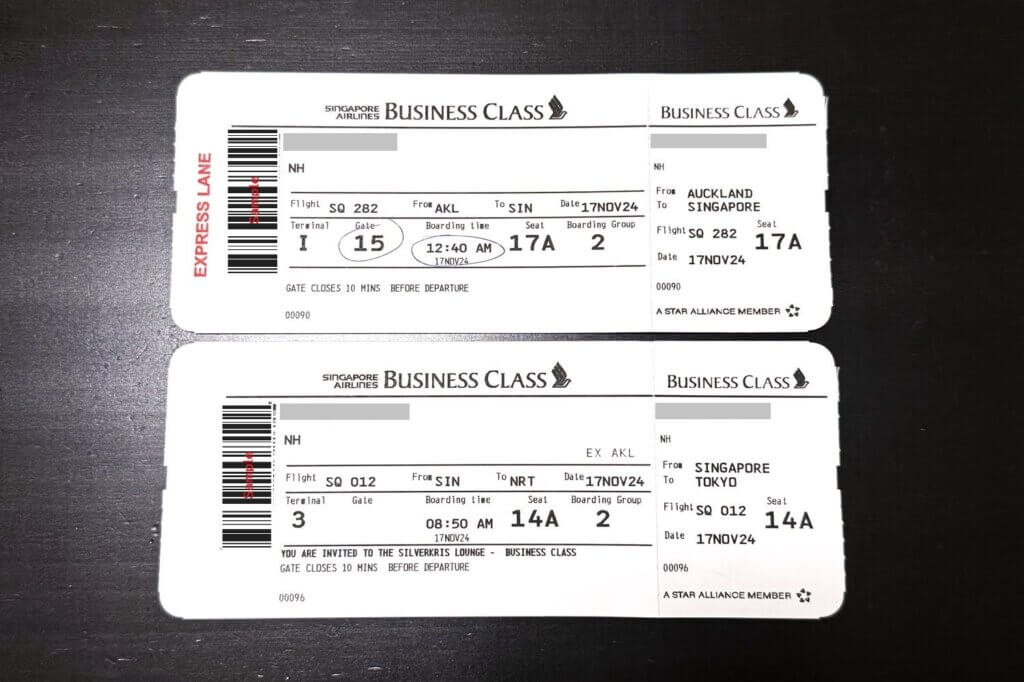 SINGAPORE AIRLINES BUSINESS CLASS
EXPRESS LANE
Sample
NH
Flight SQ 282 From AKL To SIN Date 17NOV24
Terminal Gate Boarding time Seat Boarding Group
I 15 12:40 AM 17A 2
17NOV24
GATE CLOSES 10 MINS BEFORE DEPARTURE
00090
BUSINESS CLASS
NH
From AUCKLAND
To SINGAPORE
Flight SQ 282 Seat 17A
Date 17NOV24
00090
A STAR ALLIANCE MEMBER
SINGAPORE AIRLINES BUSINESS CLASS
Sample
NH
EX AKL
Flight SQ 012 From SIN To NRT Date 17NOV24
Terminal Gate Boarding time Seat Boarding Group
3 08:50 AM 14A 2
17NOV24
YOU ARE INVITED TO THE SILVERKRIS LOUNGE - BUSINESS CLASS
GATE CLOSES 10 MINS BEFORE DEPARTURE
00096
BUSINESS CLASS
NH
From SINGAPORE
To TOKYO
Flight SQ 012 Seat 14A
Date 17NOV24
00096
A STAR ALLIANCE MEMBER